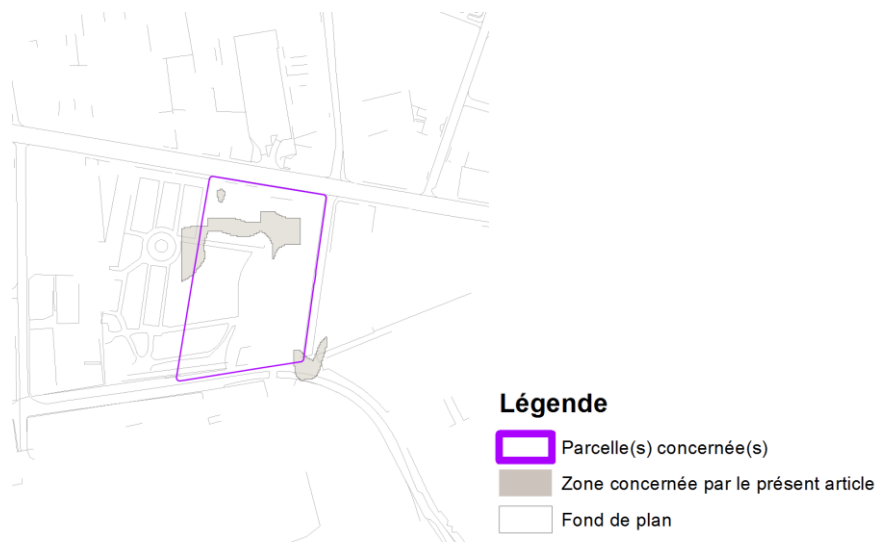 Légende
Parcelle(s) concernée(s)
Zone concernée par le présent article
Fond de plan